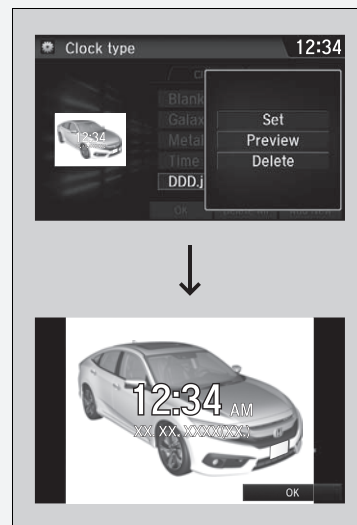 Clock type
12:34
Blank
Galax
Metal
Time
DDD.j
12:34
Set
Preview
Delete
OK
12:34 AM
XX. XX. XXXX(XX.)
OK